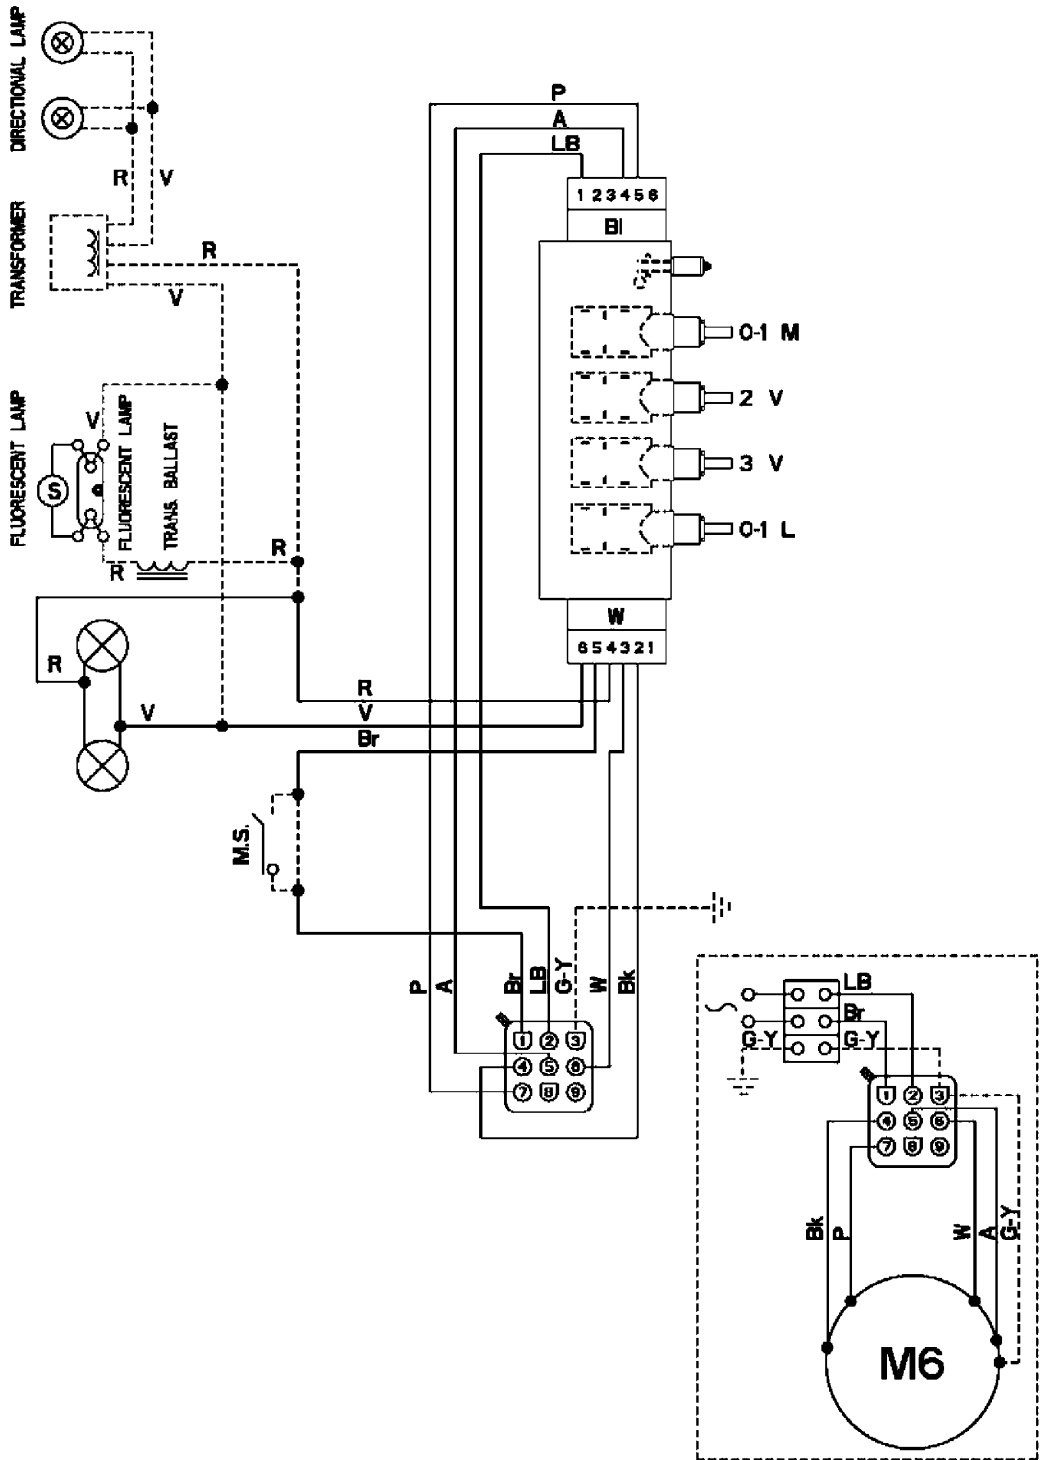 DIRECTIONAL LAMP
R
V
TRANSFORMER
R
V
FLUORESCENT LAMP
V
S
FLUORESCENT LAMP
TRANS. BALLAST
R
R
R
V
R
V
Br
M.S.
P
A
LB
1 2 3 4 5 6
Bl
0-1 M
2 V
3 V
0-1 L
W
6 5 4 3 2 1
P
A
Br
LB
G-Y
W
Bk
1 2 3
4 5 6
7 8 9
LB
Br
G-Y
G-Y
1 2 3
4 5 6
7 8 9
Bk
P
W
A
G-Y
M6